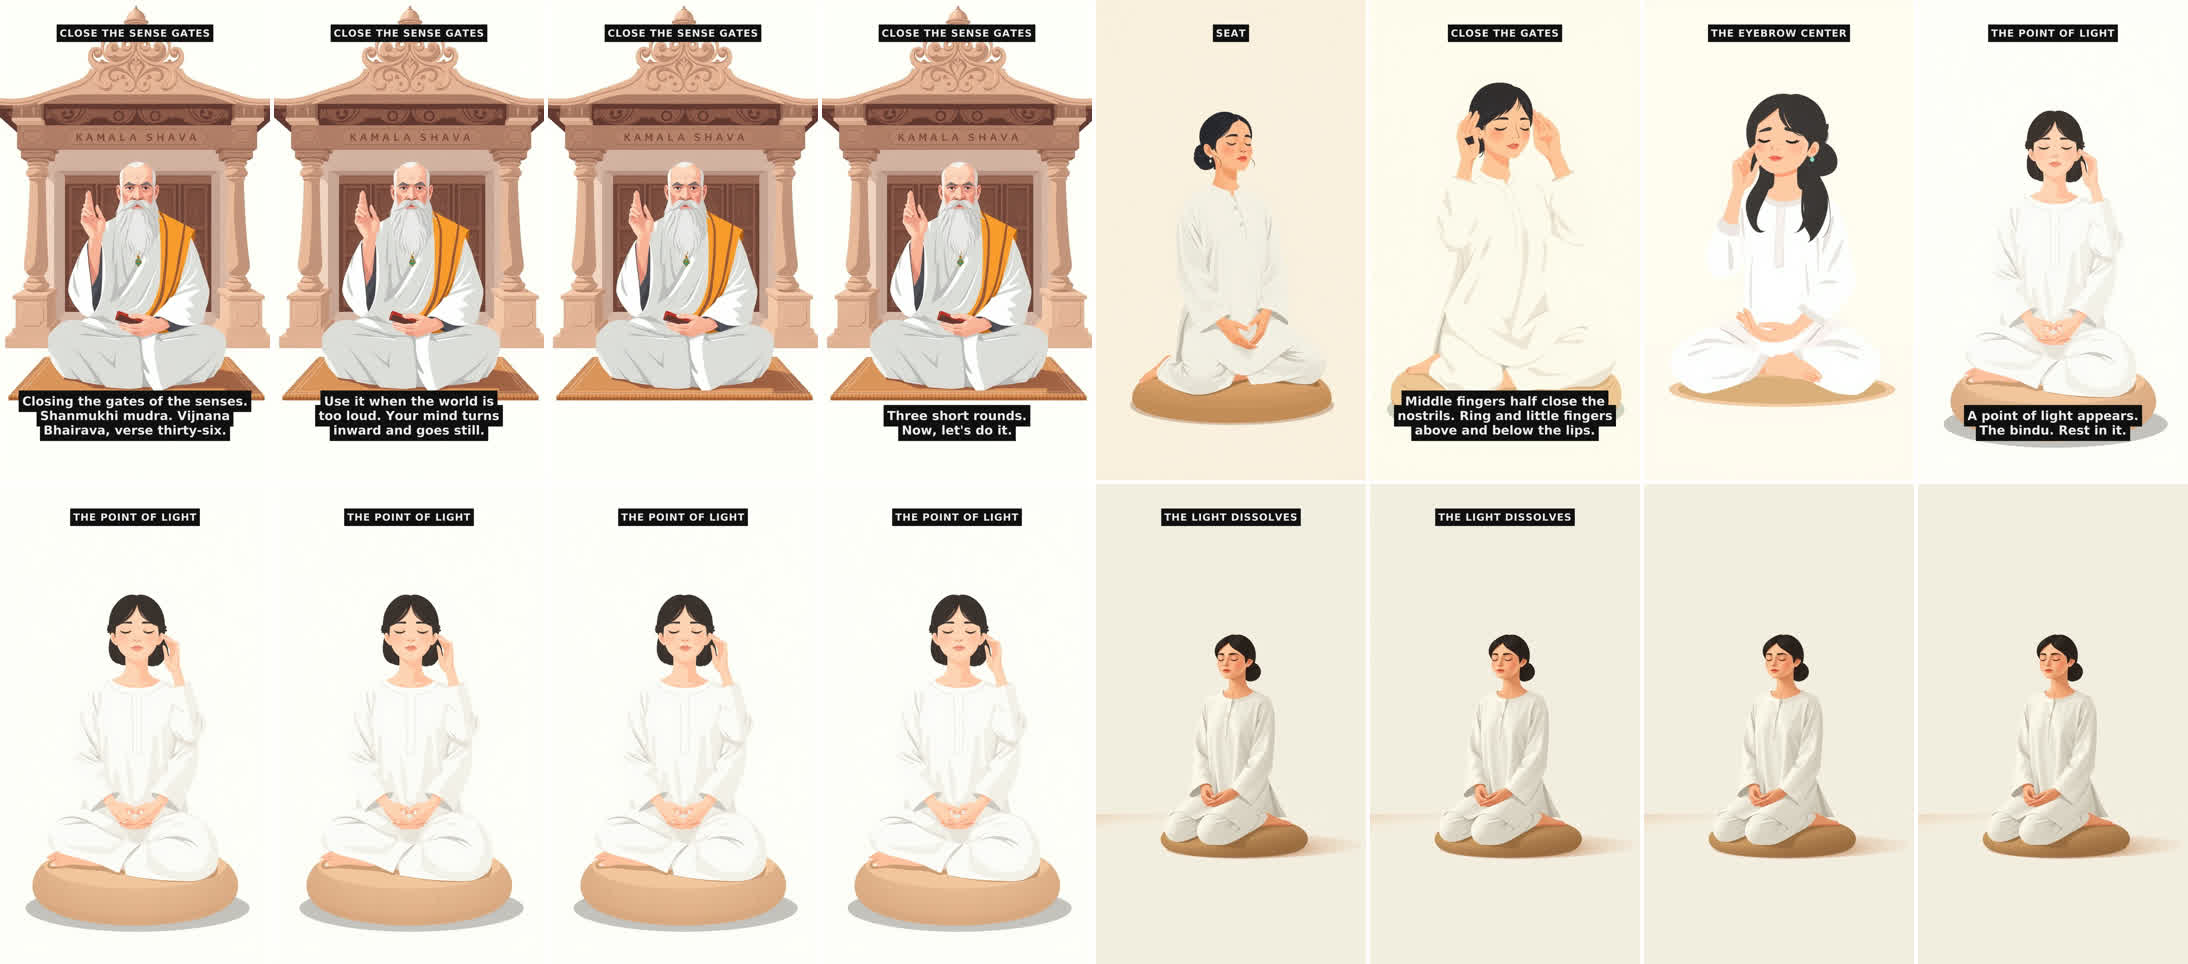 CLOSE THE SENSE GATES
KAMALA SHAVA
Closing the gates of the senses.
Shanmukhi mudra. Vijnana
Bhairava, verse thirty-six.
CLOSE THE SENSE GATES
KAMALA SHAVA
Use it when the world is
too loud. Your mind turns
inward and goes still.
CLOSE THE SENSE GATES
KAMALA SHAVA
CLOSE THE SENSE GATES
KAMALA SHAVA
Three short rounds.
Now, let's do it.
SEAT
CLOSE THE GATES
Middle fingers half close the
nostrils. Ring and little fingers
above and below the lips.
THE EYEBROW CENTER
THE POINT OF LIGHT
A point of light appears.
The bindu. Rest in it.
THE POINT OF LIGHT
THE POINT OF LIGHT
THE POINT OF LIGHT
THE POINT OF LIGHT
THE LIGHT DISSOLVES
THE LIGHT DISSOLVES